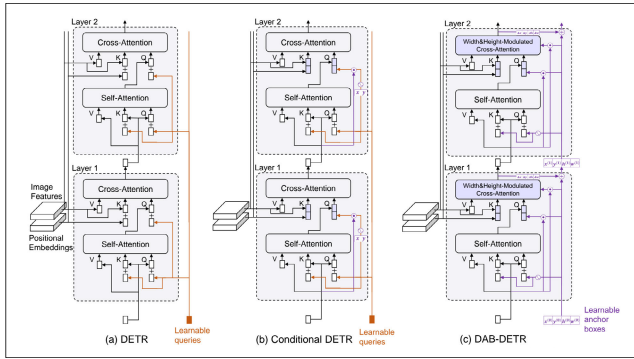 Layer 2
Cross-Attention
V K Q
Self-Attention
V K Q
Layer 1
Cross-Attention
Image
Features
V K Q
Positional
Embeddings
Self-Attention
V K Q
Learnable
queries
(a) DETR
Layer 2
Cross-Attention
V K Q
x y
Self-Attention
V K Q
Layer 1
Cross-Attention
V K Q
x y
Self-Attention
V K Q
Learnable
queries
(b) Conditional DETR
Layer 2
Width&Height-Modulated
Cross-Attention
V K Q
Self-Attention
V K Q
Layer 1
Width&Height-Modulated
Cross-Attention
V K Q
Self-Attention
V K Q
Learnable
anchor
boxes
(c) DAB-DETR